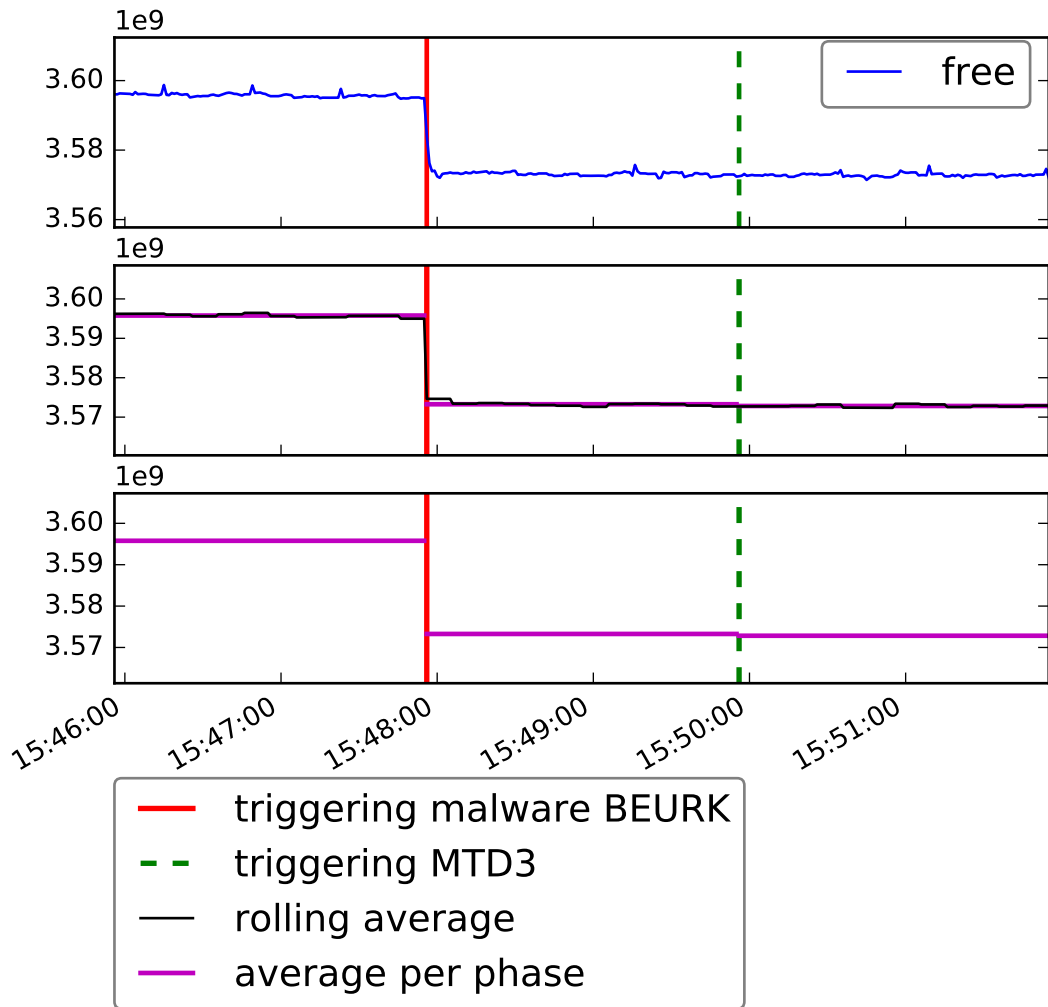 1e9
free
3.60
3.58
3.56
1e9
3.60
3.59
3.58
3.57
1e9
3.60
3.59
3.58
3.57
15:46:00
15:47:00
15:48:00
15:49:00
15:50:00
15:51:00
triggering malware BEURK
triggering MTD3
rolling average
average per phase